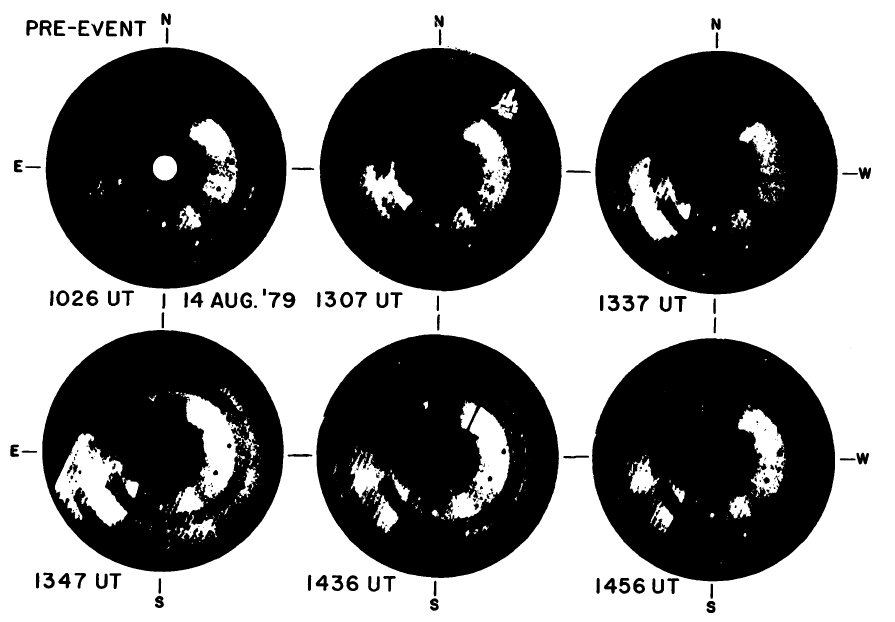 PRE-EVENT
N
N
N
E
W
1026 UT
14 AUG. '79
1307 UT
1337 UT
E
W
1347 UT
1436 UT
1456 UT
S
S
S